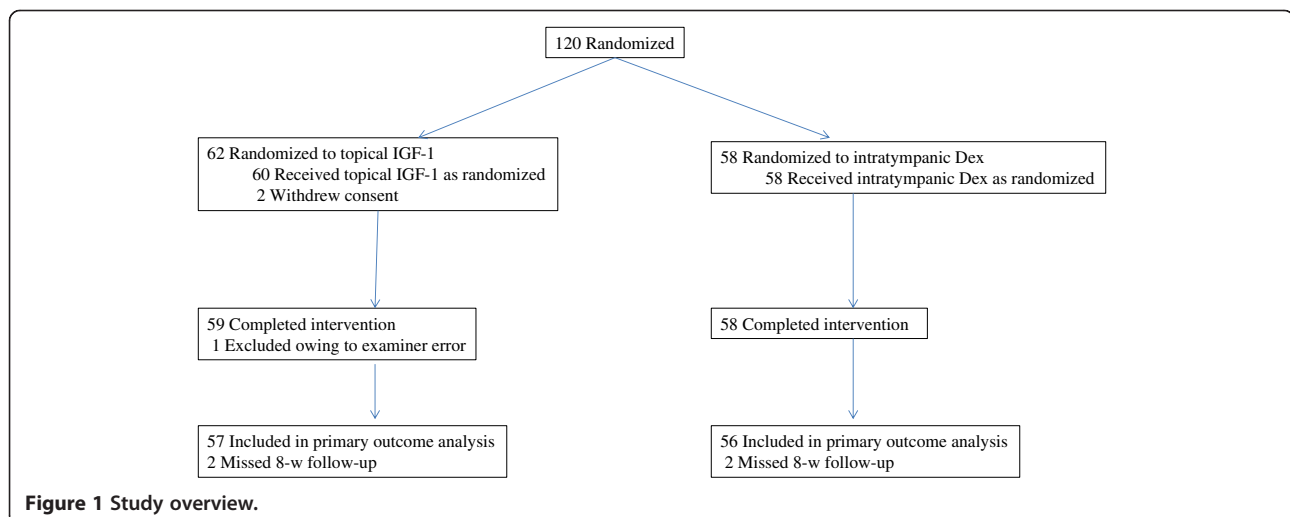 120 Randomized
62 Randomized to topical IGF-1
60 Received topical IGF-1 as randomized
2 Withdrew consent
58 Randomized to intratympanic Dex
58 Received intratympanic Dex as randomized
59 Completed intervention
1 Excluded owing to examiner error
58 Completed intervention
57 Included in primary outcome analysis
2 Missed 8-w follow-up
56 Included in primary outcome analysis
2 Missed 8-w follow-up
Figure 1 Study overview.